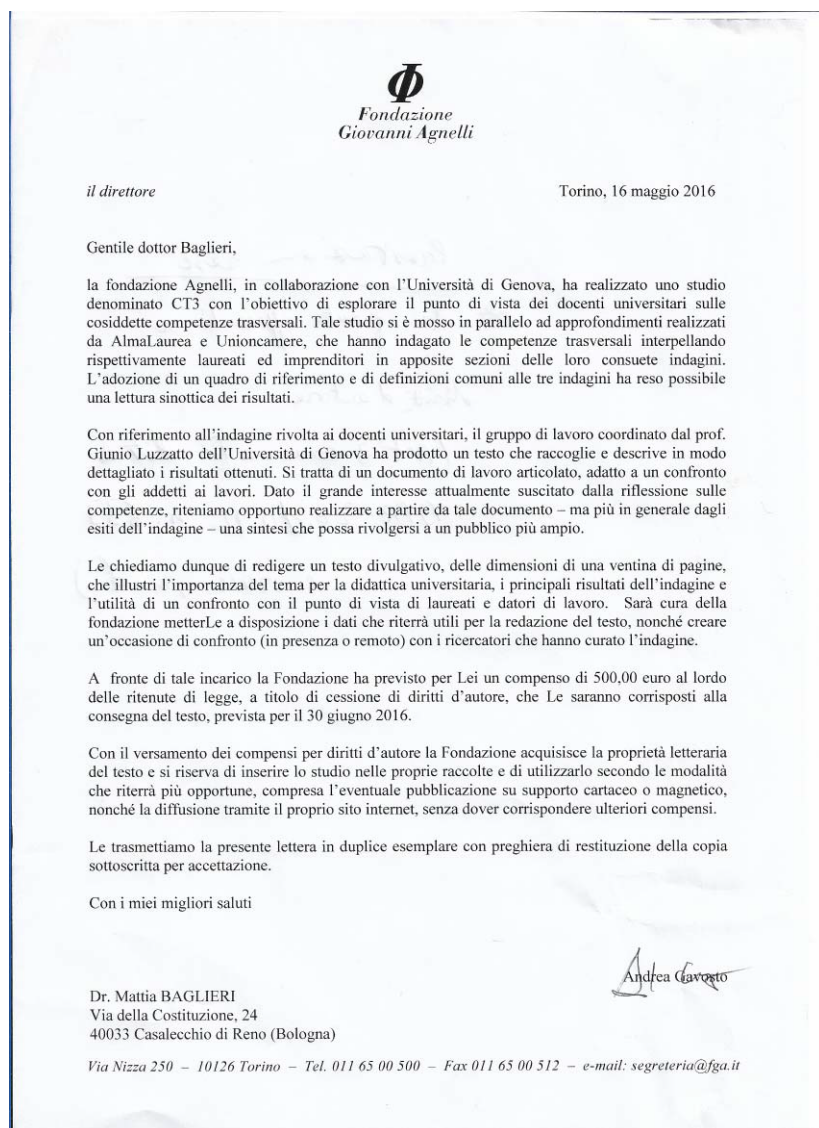 Φ
Fondazione
Giovanni Agnelli
il direttore
Torino, 16 maggio 2016
Gentile dottor Baglieri,
la fondazione Agnelli, in collaborazione con l'Università di Genova, ha realizzato uno studio
denominato CT3 con l'obiettivo di esplorare il punto di vista dei docenti universitari sulle
cosiddette competenze trasversali. Tale studio si è mosso in parallelo ad approfondimenti realizzati
da AlmaLaurea e Unioncamere, che hanno indagato le competenze trasversali interpellando
rispettivamente laureati ed imprenditori in apposite sezioni delle loro consuete indagini.
L'adozione di un quadro di riferimento e di definizioni comuni alle tre indagini ha reso possibile
una lettura sinottica dei risultati.
Con riferimento all'indagine rivolta ai docenti universitari, il gruppo di lavoro coordinato dal prof.
Giunio Luzzatto dell'Università di Genova ha prodotto un testo che raccoglie e descrive in modo
dettagliato i risultati ottenuti. Si tratta di un documento di lavoro articolato, adatto a un confronto
con gli addetti ai lavori. Dato il grande interesse attualmente suscitato dalla riflessione sulle
competenze, riteniamo opportuno realizzare a partire da tale documento – ma più in generale dagli
esiti dell'indagine – una sintesi che possa rivolgersi a un pubblico più ampio.
Le chiediamo dunque di redigere un testo divulgativo, delle dimensioni di una ventina di pagine,
che illustri l'importanza del tema per la didattica universitaria, i principali risultati dell'indagine e
l'utilità di un confronto con il punto di vista di laureati e datori di lavoro. Sarà cura della
fondazione metterLe a disposizione i dati che riterrà utili per la redazione del testo, nonché creare
un'occasione di confronto (in presenza o remoto) con i ricercatori che hanno curato l'indagine.
A fronte di tale incarico la Fondazione ha previsto per Lei un compenso di 500,00 euro al lordo
delle ritenute di legge, a titolo di cessione di diritti d'autore, che Le saranno corrisposti alla
consegna del testo, prevista per il 30 giugno 2016.
Con il versamento dei compensi per diritti d'autore la Fondazione acquisisce la proprietà letteraria
del testo e si riserva di inserire lo studio nelle proprie raccolte e di utilizzarlo secondo le modalità
che riterrà più opportune, compresa l'eventuale pubblicazione su supporto cartaceo o magnetico,
nonché la diffusione tramite il proprio sito internet, senza dover corrispondere ulteriori compensi.
Le trasmettiamo la presente lettera in duplice esemplare con preghiera di restituzione della copia
sottoscritta per accettazione.
Con i miei migliori saluti
Andrea Gavosto
Dr. Mattia BAGLIERI
Via della Costituzione, 24
40033 Casalecchio di Reno (Bologna)
Via Nizza 250 – 10126 Torino – Tel. 011 65 00 500 – Fax 011 65 00 512 – e-mail: segreteria@fga.it